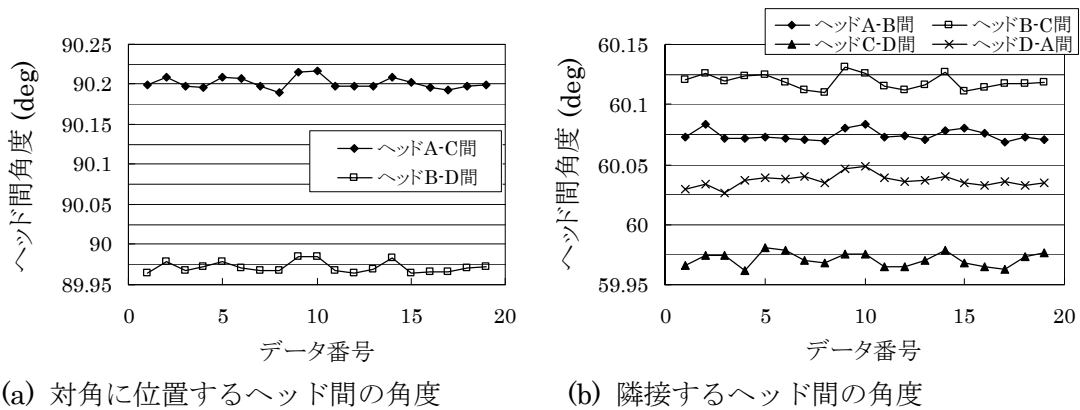 90.25
90.2
90.15
90.1
90.05
90
89.95
ヘッド間角度 (deg)
ヘッドA-C間
ヘッドB-D間
0 5 10 15 20
データ番号
(a) 対角に位置するヘッド間の角度
ヘッドA-B間 ヘッドB-C間
ヘッドC-D間 ヘッドD-A間
60.15
60.1
60.05
60
59.95
ヘッド間角度 (deg)
0 5 10 15 20
データ番号
(b) 隣接するヘッド間の角度